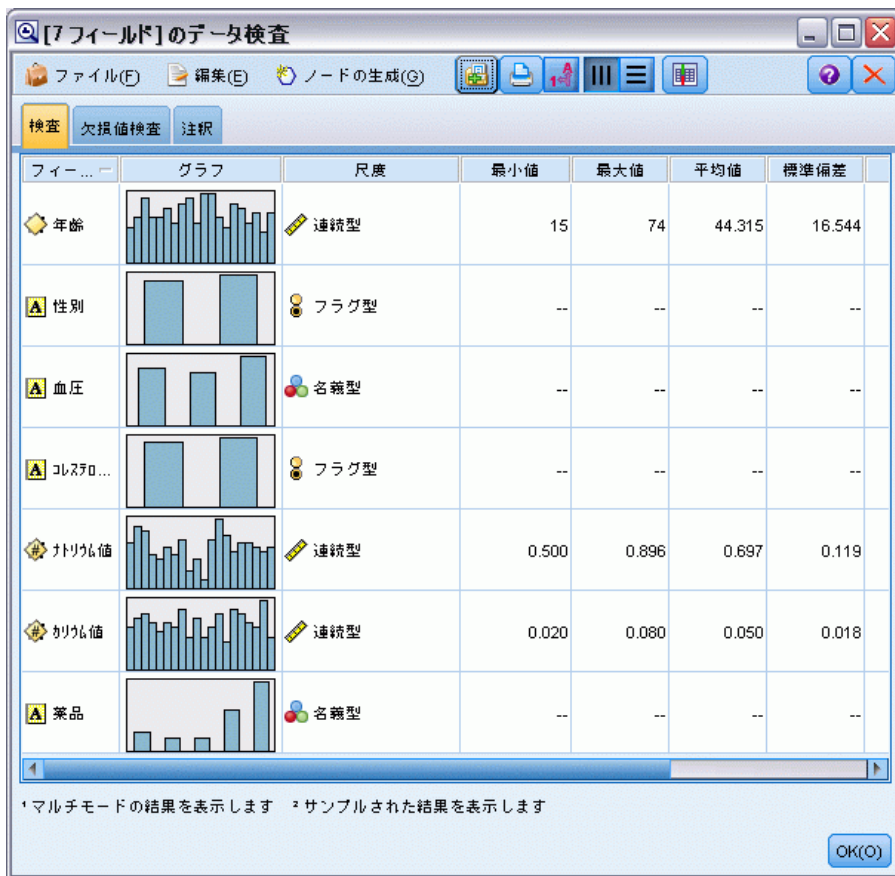 [7 フィールド] のデータ検査
ファイル(F) 編集(E) ノードの生成(G)
検査 欠損値検査 注釈
フィー... グラフ 尺度 最小値 最大値 平均値 標準偏差
年齢 連続型 15 74 44.315 16.544
A 性別 フラグ型 -- -- -- --
A 血圧 名義型 -- -- -- --
A ｺﾚｽﾃﾛ... フラグ型 -- -- -- --
# ﾅﾄﾘｳﾑ値 連続型 0.500 0.896 0.697 0.119
# ｶﾘｳﾑ値 連続型 0.020 0.080 0.050 0.018
A 薬品 名義型 -- -- -- --
¹マルチモードの結果を表示します ²サンプルされた結果を表示します
OK(O)